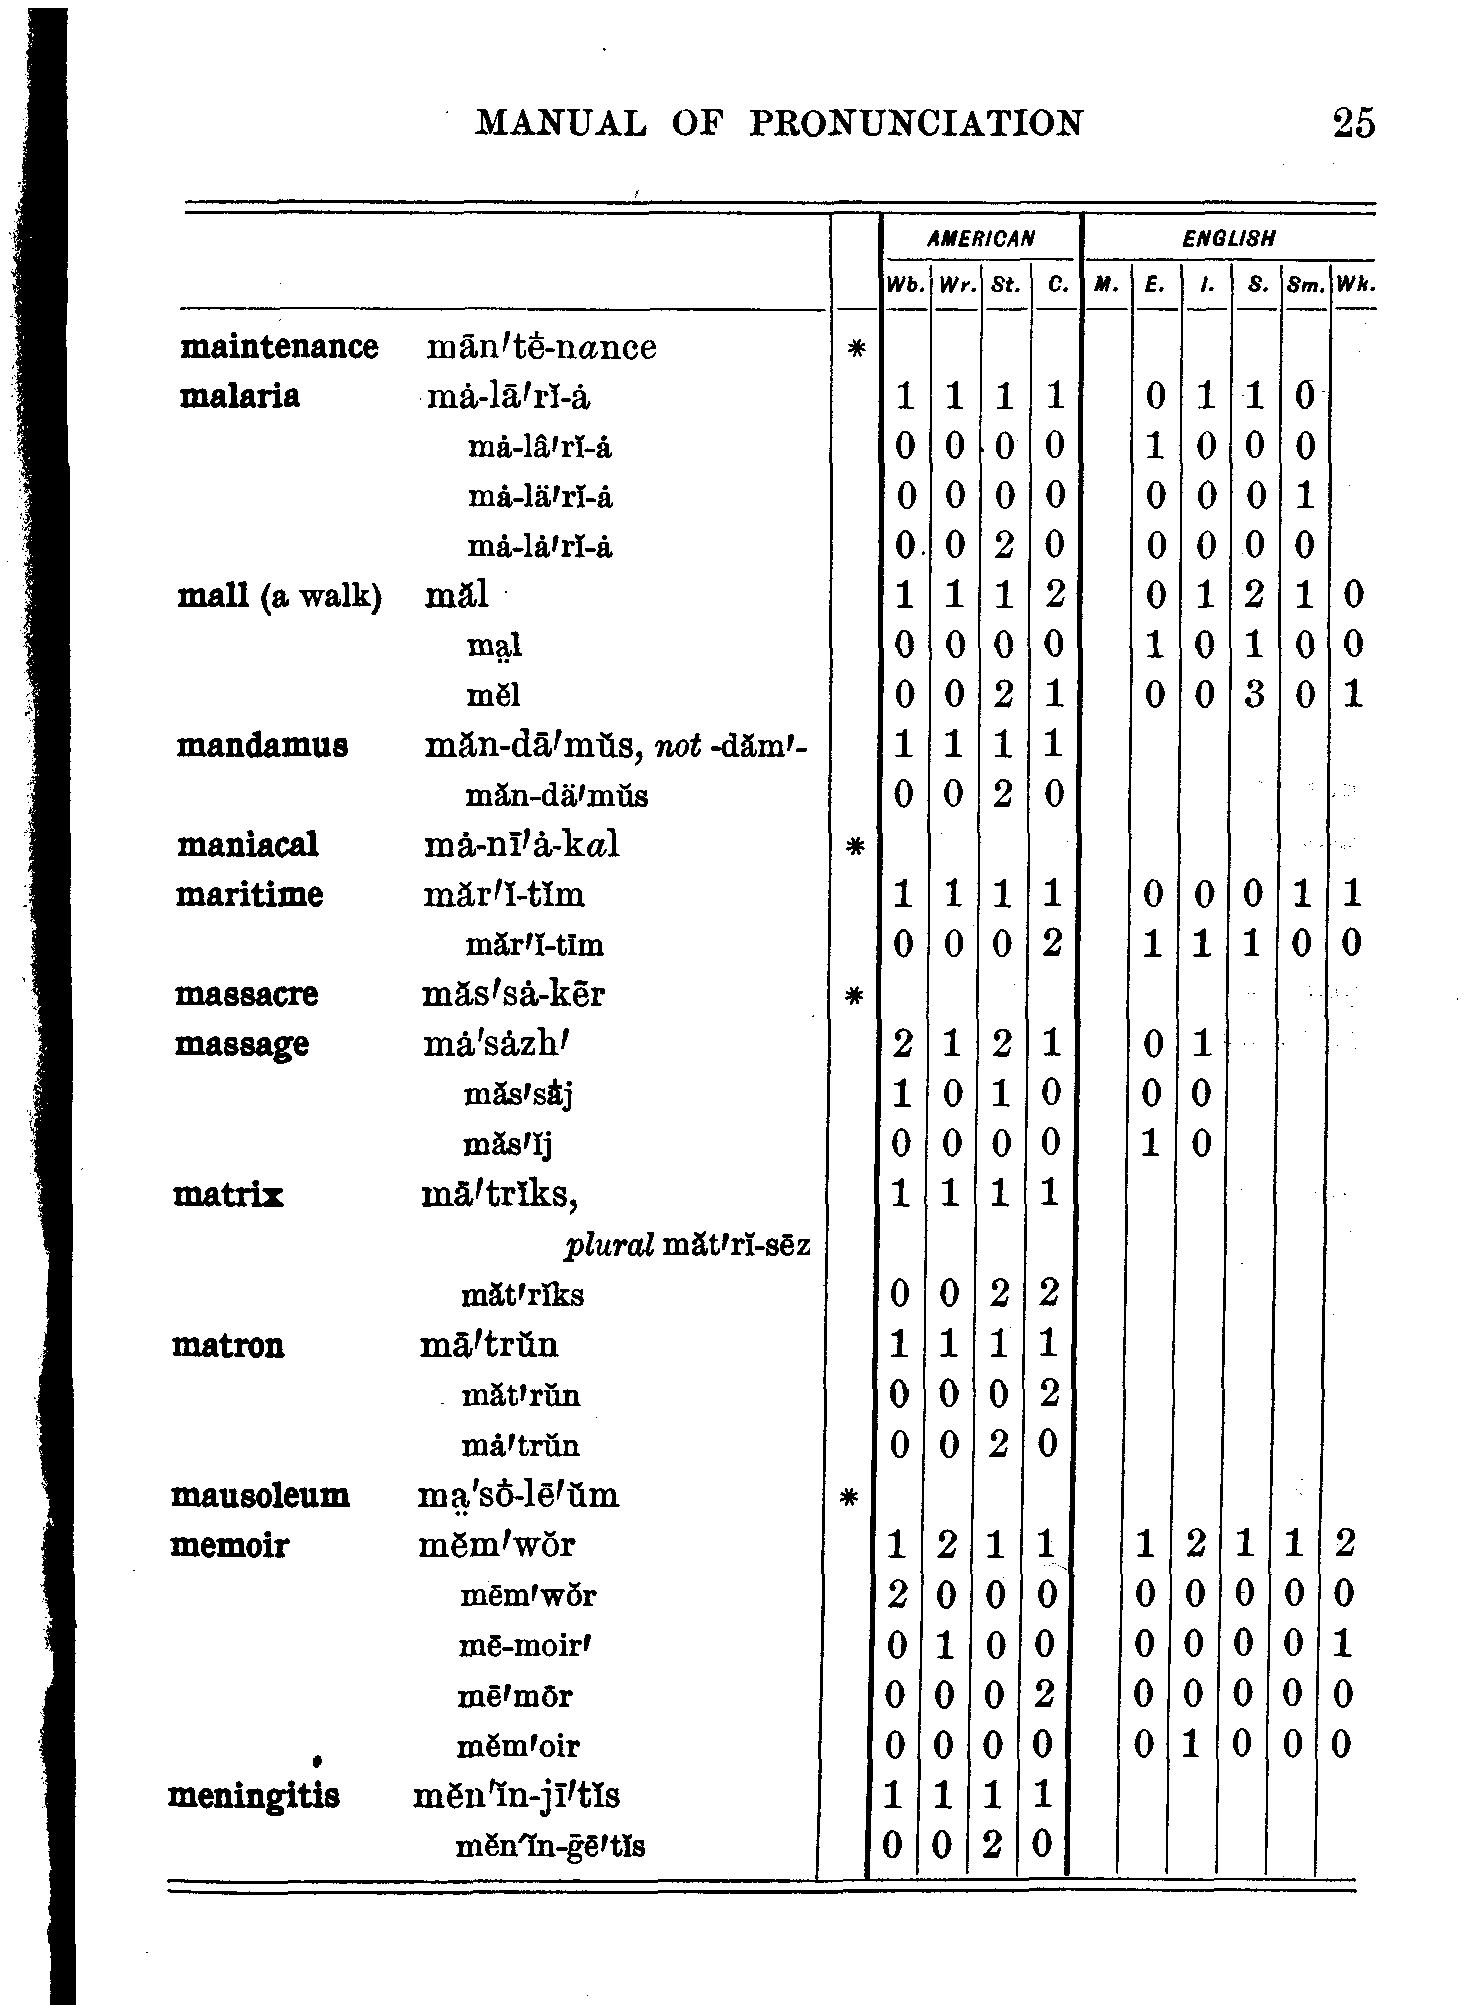 MANUAL OF PRONUNCIATION 25
AMERICAN ENGLISH
Wb. Wr. St. C. M. E. I. S. Sm. Wk.
maintenance mān′tė-nance *
malaria mȧ-lā′rĭ-ȧ 1 1 1 1 0 1 1 0
mȧ-lâ′rĭ-ȧ 0 0 0 0 1 0 0 0
mȧ-lä′rĭ-ȧ 0 0 0 0 0 0 0 1
mȧ-lȧ′rĭ-ȧ 0 0 2 0 0 0 0 0
mall (a walk) măl 1 1 1 2 0 1 2 1 0
ma̤l 0 0 0 0 1 0 1 0 0
mĕl 0 0 2 1 0 0 3 0 1
mandamus măn-dā′mŭs, not -dăm′- 1 1 1 1
măn-dä′mŭs 0 0 2 0
maniacal mȧ-nī′ȧ-kal *
maritime măr′ĭ-tĭm 1 1 1 1 0 0 0 1 1
măr′ĭ-tīm 0 0 0 2 1 1 1 0 0
massacre măs′sȧ-kẽr *
massage mȧ′sȧzh′ 2 1 2 1 0 1
măs′sȧj 1 0 1 0 0 0
măs′ĭj 0 0 0 0 1 0
matrix mā′trĭks, 1 1 1 1
plural măt′rĭ-sēz
măt′rĭks 0 0 2 2
matron mā′trŭn 1 1 1 1
măt′rŭn 0 0 0 2
mȧ′trŭn 0 0 2 0
mausoleum ma̤′sȯ-lē′ŭm *
memoir mĕm′wŏr 1 2 1 1 1 2 1 1 2
mēm′wŏr 2 0 0 0 0 0 0 0 0
mē-moir′ 0 1 0 0 0 0 0 0 1
mē′mōr 0 0 0 2 0 0 0 0 0
mĕm′oir 0 0 0 0 0 1 0 0 0
meningitis mĕn′ĭn-jī′tĭs 1 1 1 1
mĕn′ĭn-ḡē′tĭs 0 0 2 0